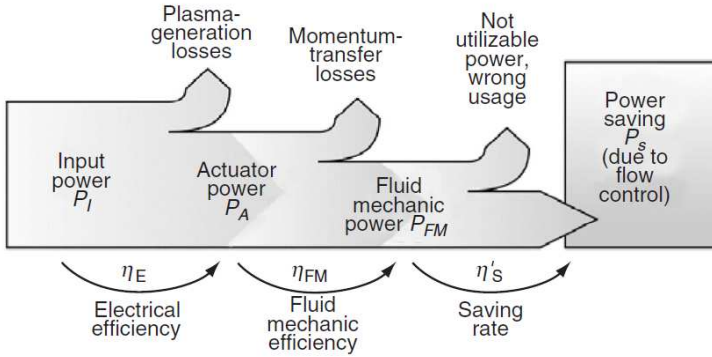 Plasma-
generation
losses
Momentum-
transfer
losses
Not
utilizable
power,
wrong
usage
Input
power
P_I
Actuator
power
P_A
Fluid
mechanic
power P_FM
Power
saving
P_s
(due to
flow
control)
η_E
Electrical
efficiency
η_FM
Fluid
mechanic
efficiency
η'_S
Saving
rate